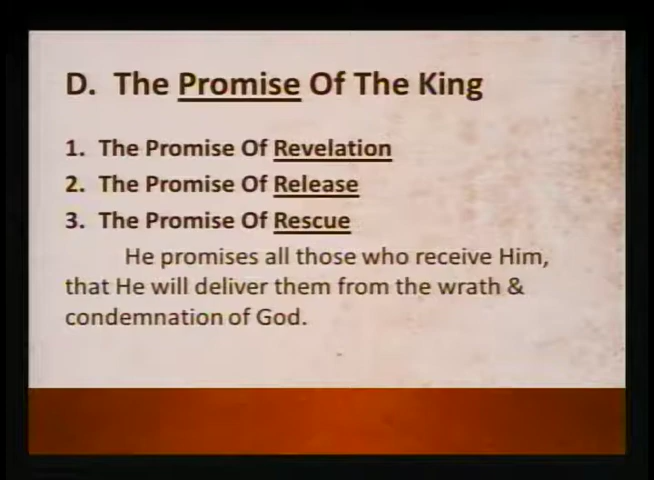 D. The Promise Of The King
1. The Promise Of Revelation
2. The Promise Of Release
3. The Promise Of Rescue
He promises all those who receive Him,
that He will deliver them from the wrath &
condemnation of God.